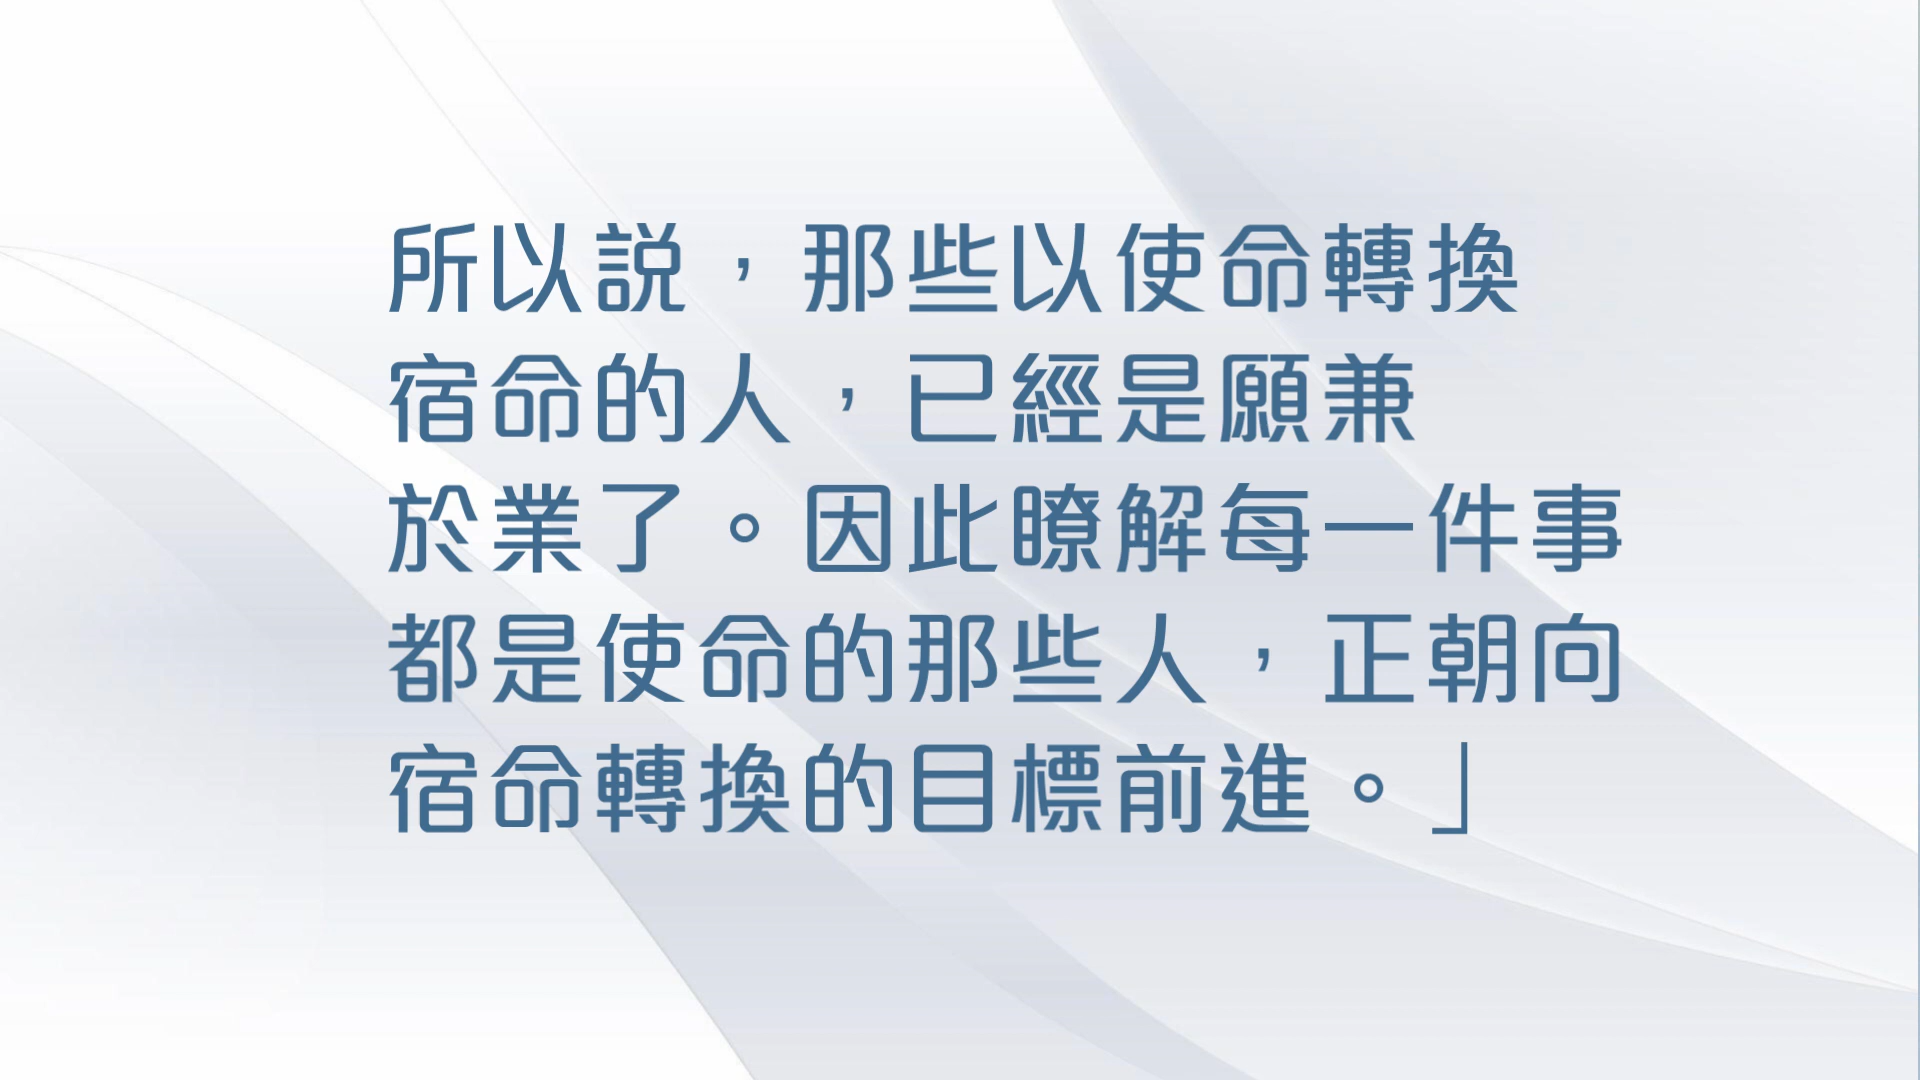 所以說，那些以使命轉換
宿命的人，已經是願兼
於業了。因此瞭解每一件事
都是使命的那些人，正朝向
宿命轉換的目標前進。」